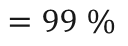 = 99 %